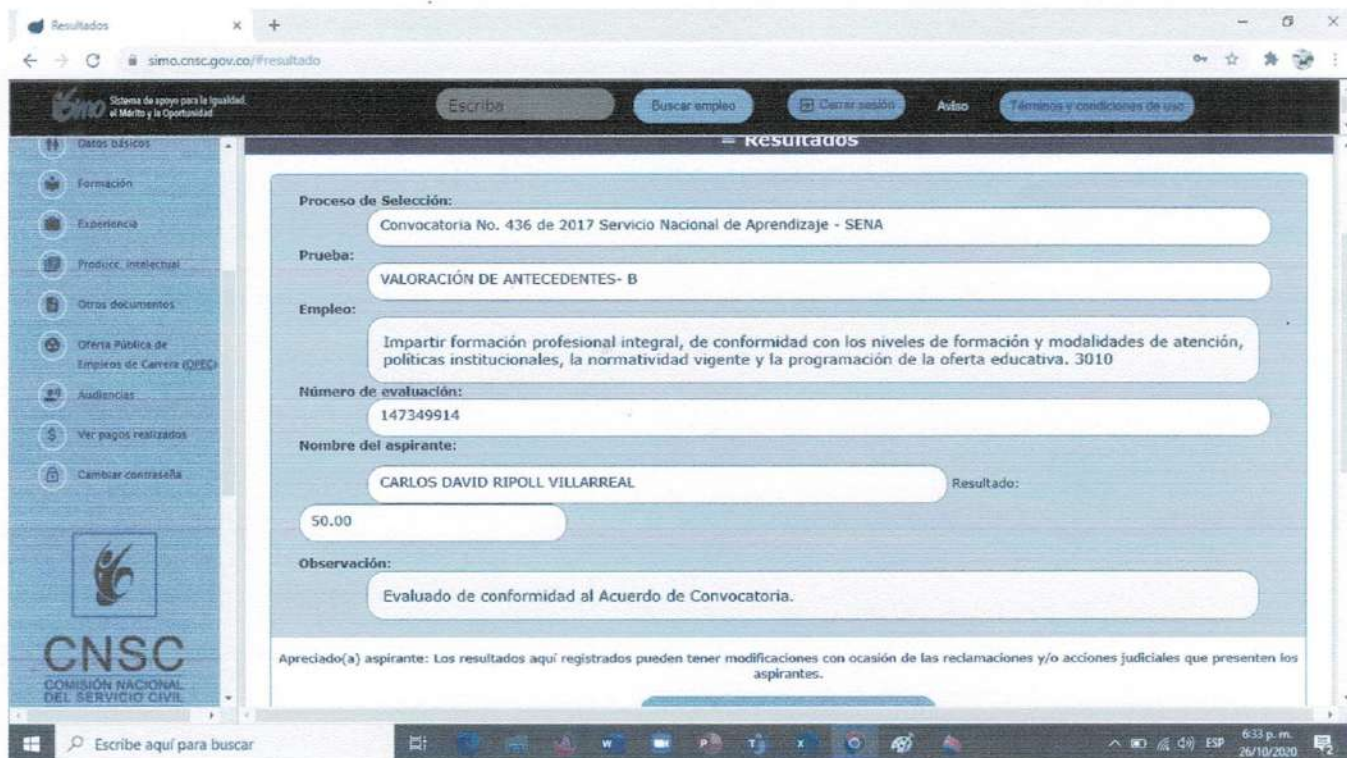 Resultados
simo.cnsc.gov.co/#resultado
Simo
Sistema de apoyo para la Igualdad,
el Mérito y la Oportunidad
Escriba
Buscar empleo
Cerrar sesión
Aviso
Términos y condiciones de uso
Datos básicos
Formación
Experiencia
Producc. intelectual
Otros documentos
Oferta Pública de
Empleos de Carrera (OPEC)
Audiencias
Ver pagos realizados
Cambiar contraseña
CNSC
COMISIÓN NACIONAL
DEL SERVICIO CIVIL
Resultados
Proceso de Selección:
Convocatoria No. 436 de 2017 Servicio Nacional de Aprendizaje - SENA
Prueba:
VALORACIÓN DE ANTECEDENTES- B
Empleo:
Impartir formación profesional integral, de conformidad con los niveles de formación y modalidades de atención,
políticas institucionales, la normatividad vigente y la programación de la oferta educativa. 3010
Número de evaluación:
147349914
Nombre del aspirante:
CARLOS DAVID RIPOLL VILLARREAL
Resultado:
50.00
Observación:
Evaluado de conformidad al Acuerdo de Convocatoria.
Apreciado(a) aspirante: Los resultados aquí registrados pueden tener modificaciones con ocasión de las reclamaciones y/o acciones judiciales que presenten los
aspirantes.
Escribe aquí para buscar
ESP
6:33 p. m.
26/10/2020